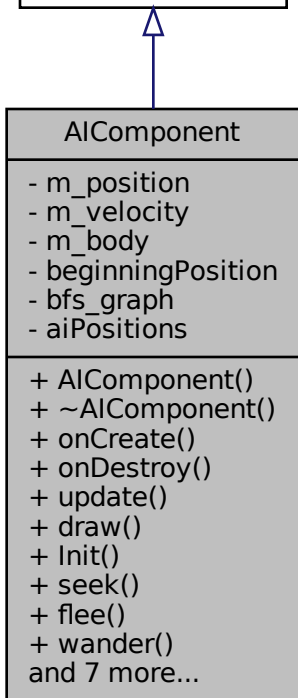 AIComponent
- m_position
- m_velocity
- m_body
- beginningPosition
- bfs_graph
- aiPositions
+ AIComponent()
+ ~AIComponent()
+ onCreate()
+ onDestroy()
+ update()
+ draw()
+ Init()
+ seek()
+ flee()
+ wander()
and 7 more...